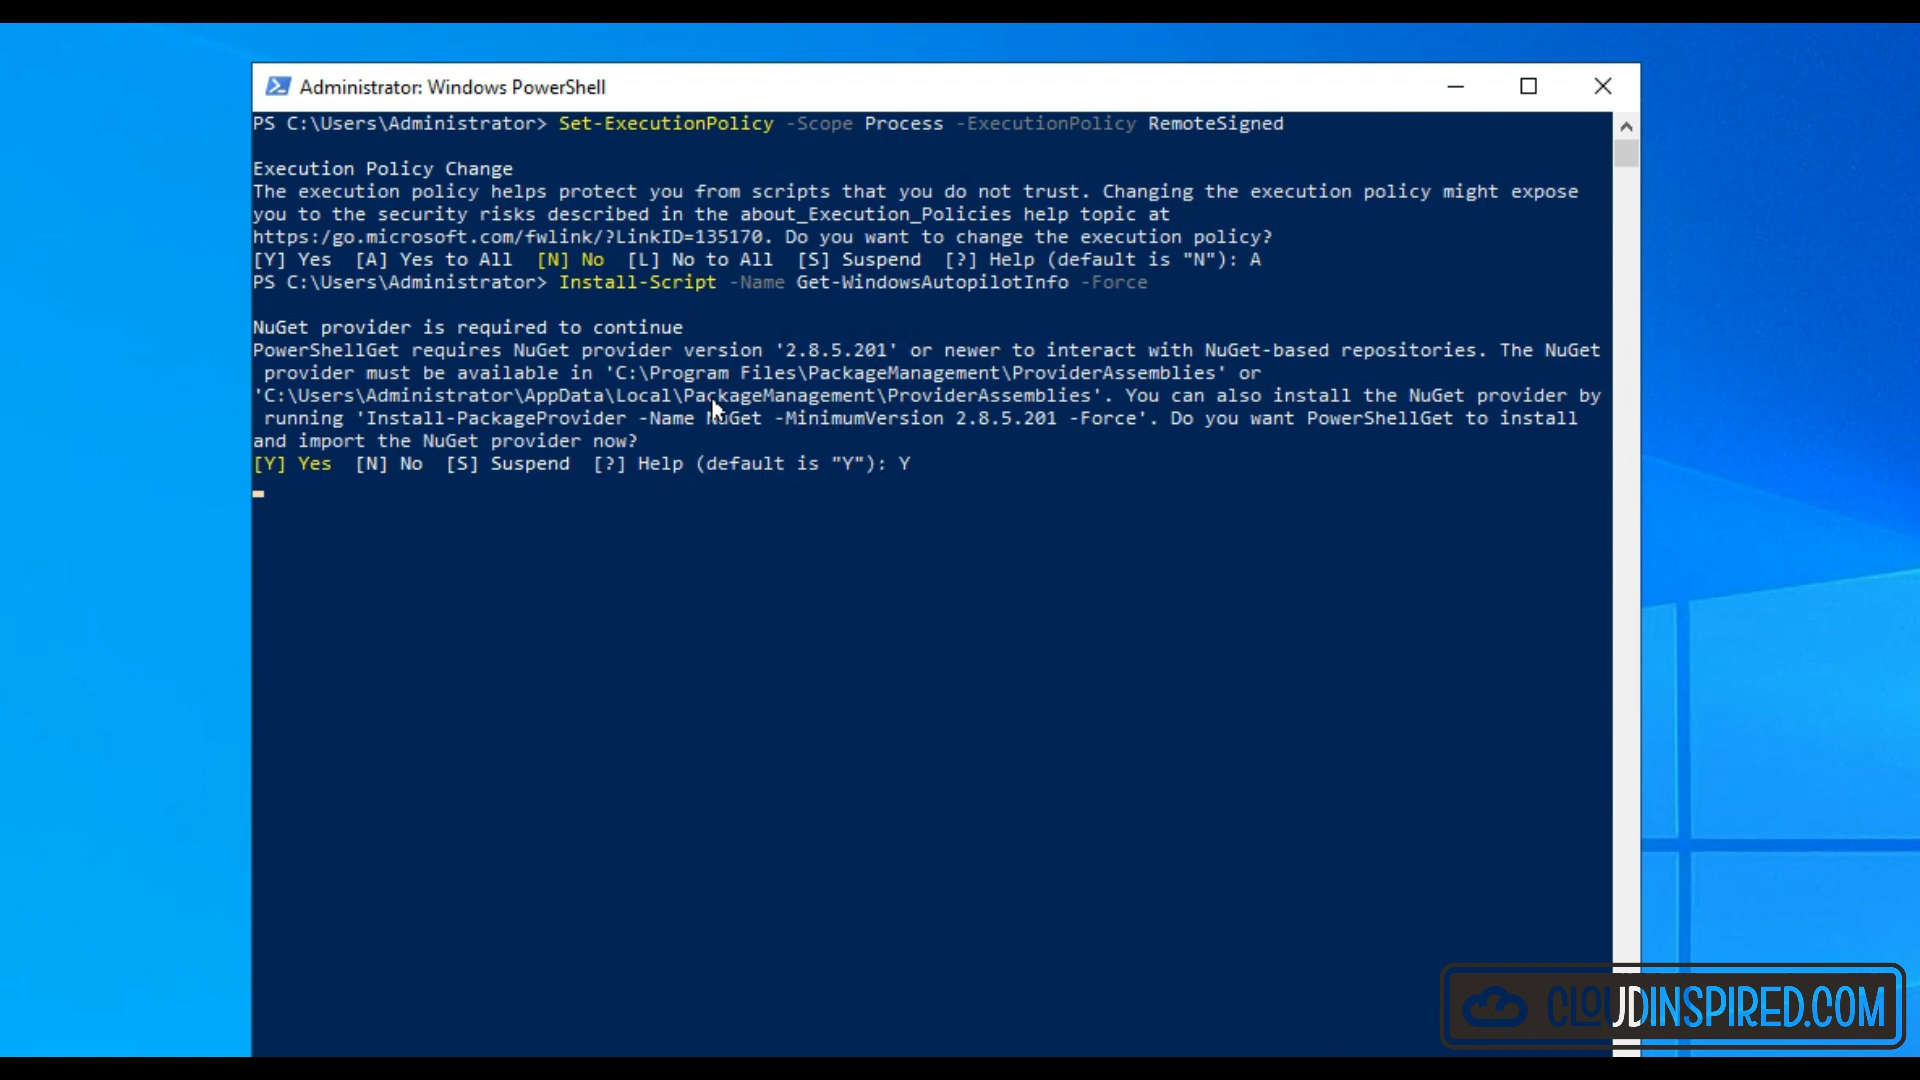 Administrator: Windows PowerShell
PS C:\Users\Administrator> Set-ExecutionPolicy -Scope Process -ExecutionPolicy RemoteSigned
Execution Policy Change
The execution policy helps protect you from scripts that you do not trust. Changing the execution policy might expose
you to the security risks described in the about_Execution_Policies help topic at
https:/go.microsoft.com/fwlink/?LinkID=135170. Do you want to change the execution policy?
[Y] Yes  [A] Yes to All  [N] No  [L] No to All  [S] Suspend  [?] Help (default is "N"): A
PS C:\Users\Administrator> Install-Script -Name Get-WindowsAutopilotInfo -Force
NuGet provider is required to continue
PowerShellGet requires NuGet provider version '2.8.5.201' or newer to interact with NuGet-based repositories. The NuGet
 provider must be available in 'C:\Program Files\PackageManagement\ProviderAssemblies' or
'C:\Users\Administrator\AppData\Local\PackageManagement\ProviderAssemblies'. You can also install the NuGet provider by
 running 'Install-PackageProvider -Name NuGet -MinimumVersion 2.8.5.201 -Force'. Do you want PowerShellGet to install
and import the NuGet provider now?
[Y] Yes  [N] No  [S] Suspend  [?] Help (default is "Y"): Y
CLOUDINSPIRED.COM